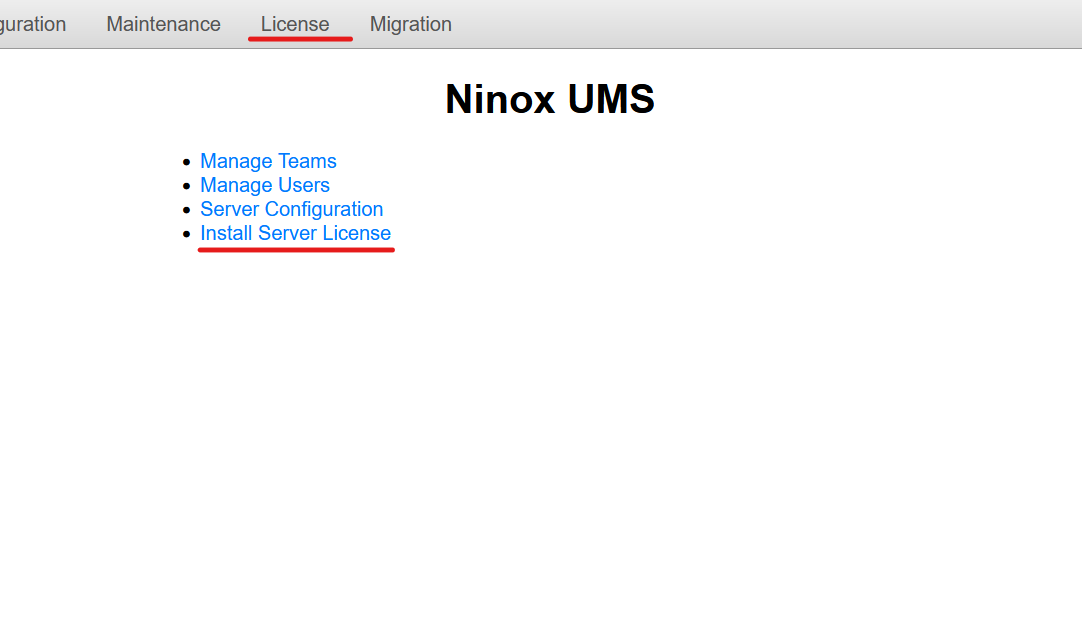 guration Maintenance License Migration
Ninox UMS
Manage Teams
Manage Users
Server Configuration
Install Server License